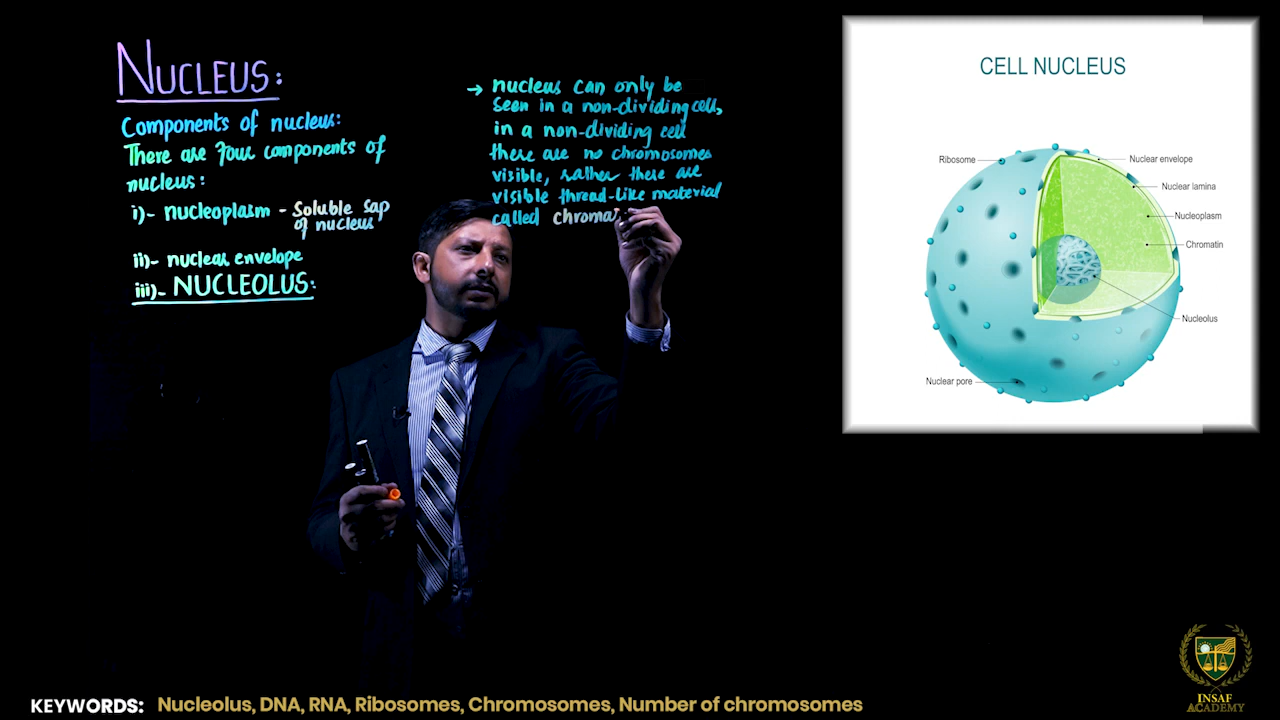 NUCLEUS:
Components of nucleus:
There are four components of
nucleus:
i)- nucleoplasm - Soluble Sap
of nucleus
ii)- nuclear envelope
iii)- NUCLEOLUS:
→ nucleus can only be
seen in a non-dividing cell,
in a non-dividing cell
there are no chromosomes
visible, rather there are
visible thread-like material
called chromat
CELL NUCLEUS
Ribosome
Nuclear envelope
Nuclear lamina
Nucleoplasm
Chromatin
Nucleolus
Nuclear pore
INSAF
ACADEMY
KEYWORDS: Nucleolus, DNA, RNA, Ribosomes, Chromosomes, Number of chromosomes